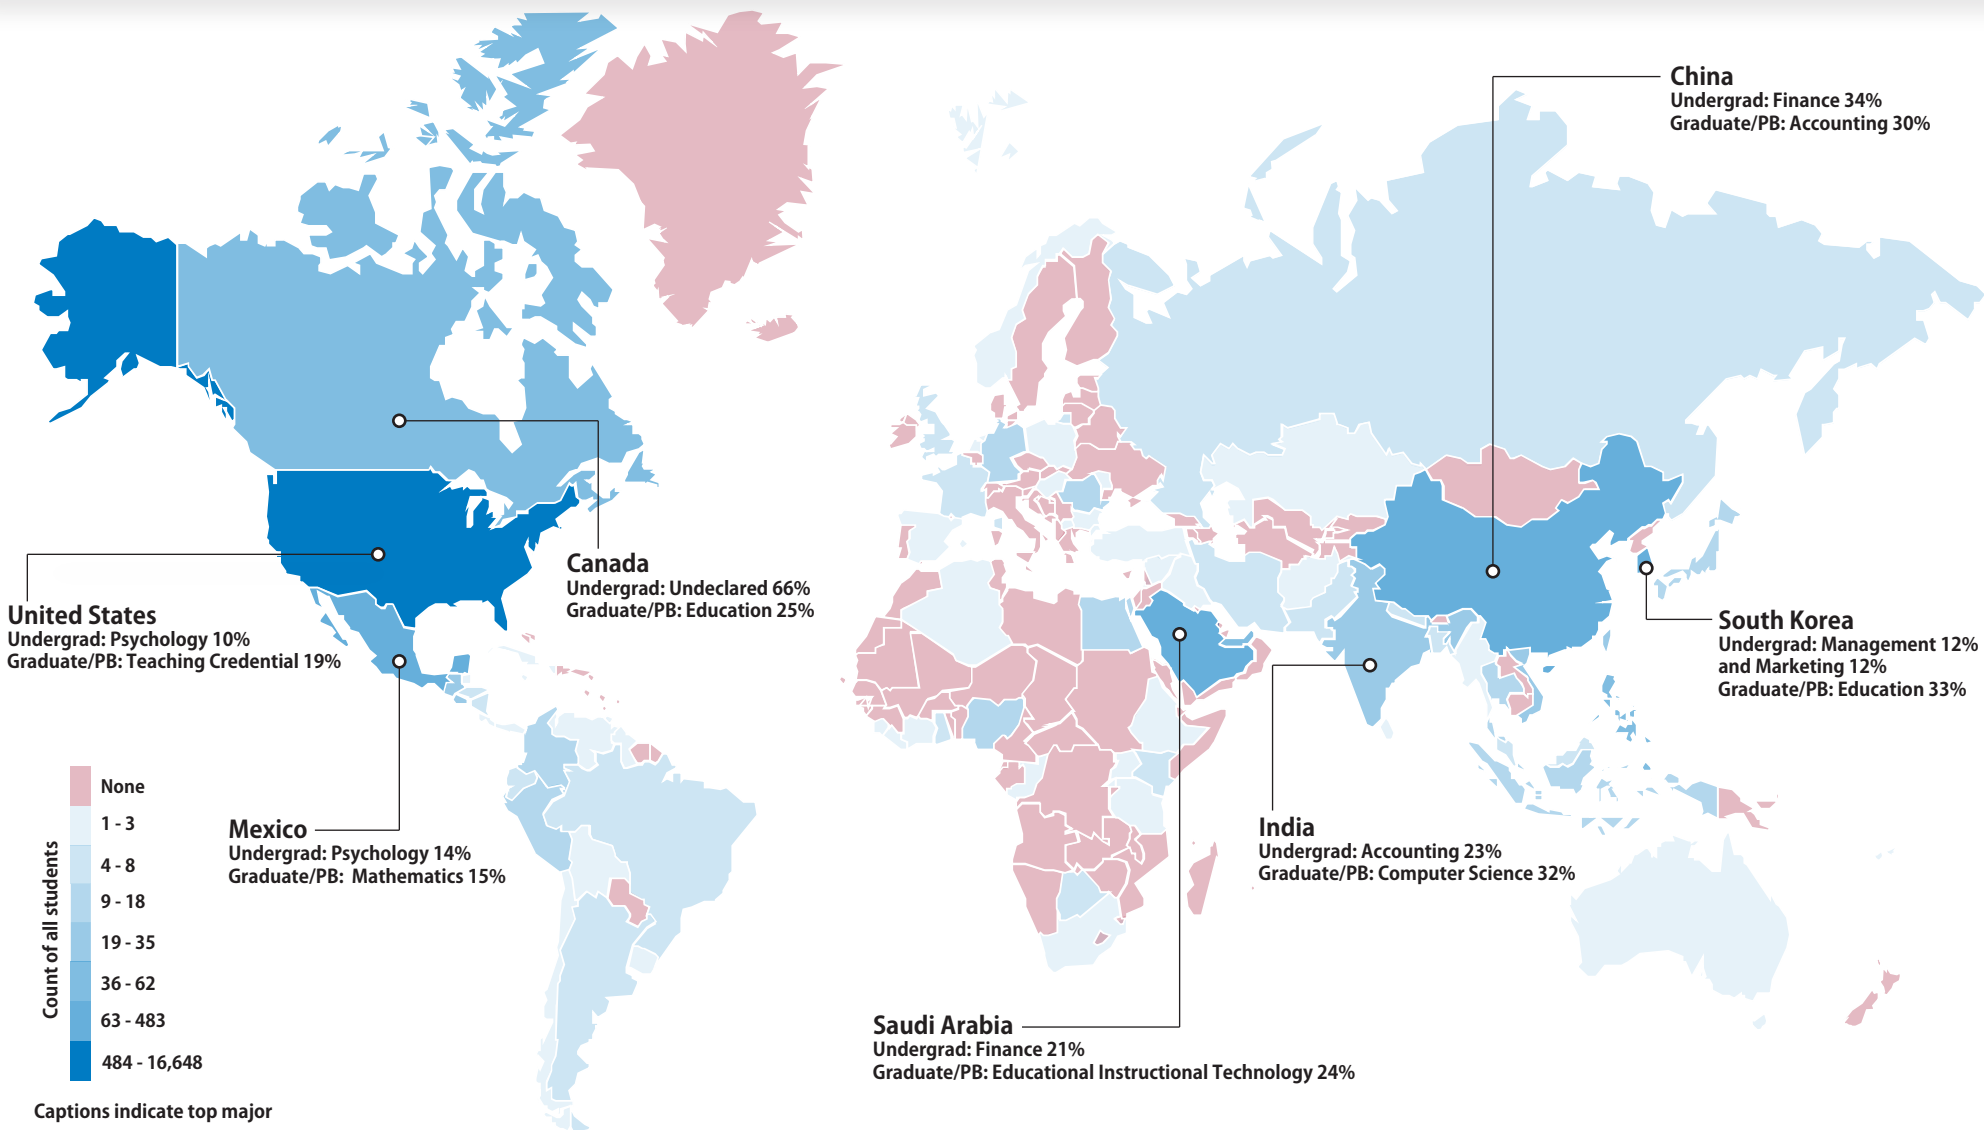 China
Undergrad: Finance 34%
Graduate/PB: Accounting 30%
Canada
Undergrad: Undeclared 66%
Graduate/PB: Education 25%
United States
Undergrad: Psychology 10%
Graduate/PB: Teaching Credential 19%
South Korea
Undergrad: Management 12%
and Marketing 12%
Graduate/PB: Education 33%
Mexico
Undergrad: Psychology 14%
Graduate/PB: Mathematics 15%
India
Undergrad: Accounting 23%
Graduate/PB: Computer Science 32%
Saudi Arabia
Undergrad: Finance 21%
Graduate/PB: Educational Instructional Technology 24%
Count of all students
None
1 - 3
4 - 8
9 - 18
19 - 35
36 - 62
63 - 483
484 - 16,648
Captions indicate top major